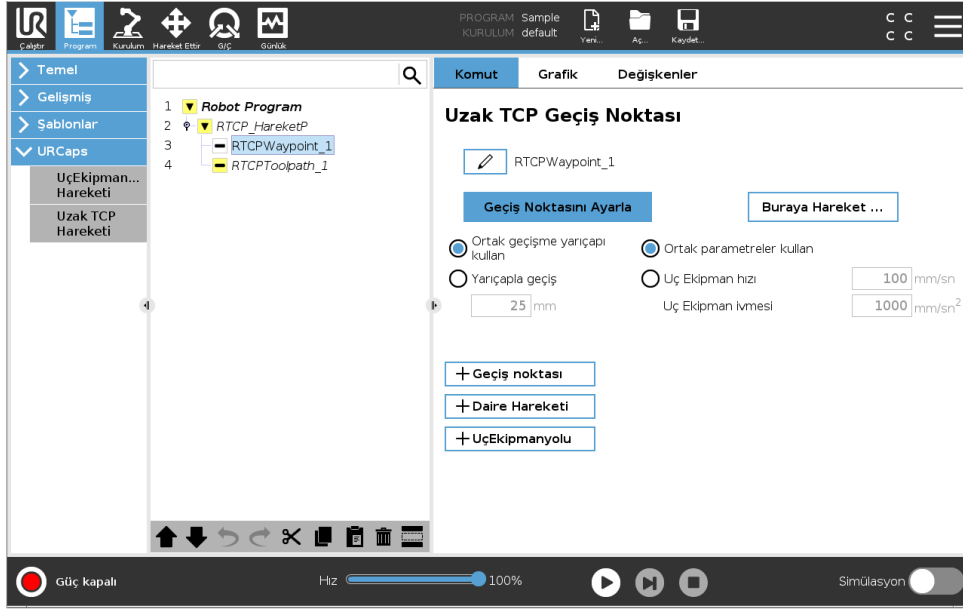 PROGRAM Sample
KURULUM default
Çalıştır
Program
Kurulum
Hareket Ettir
G/Ç
Günlük
Yeni...
Aç...
Kaydet...
C C
C C
Temel
Gelişmiş
Şablonlar
URCaps
UçEkipman...
Hareketi
Uzak TCP
Hareketi
1 Robot Program
2 RTCP_HareketP
3 RTCPWaypoint_1
4 RTCPToolpath_1
Komut
Grafik
Değişkenler
Uzak TCP Geçiş Noktası
RTCPWaypoint_1
Geçiş Noktasını Ayarla
Buraya Hareket ...
Ortak geçişme yarıçapı
kullan
Ortak parametreler kullan
Yarıçapla geçiş
Uç Ekipman hızı
100 mm/sn
25 mm
Uç Ekipman ivmesi
1000 mm/sn²
Geçiş noktası
Daire Hareketi
UçEkipmanyolu
Güç kapalı
Hız
100%
Simülasyon